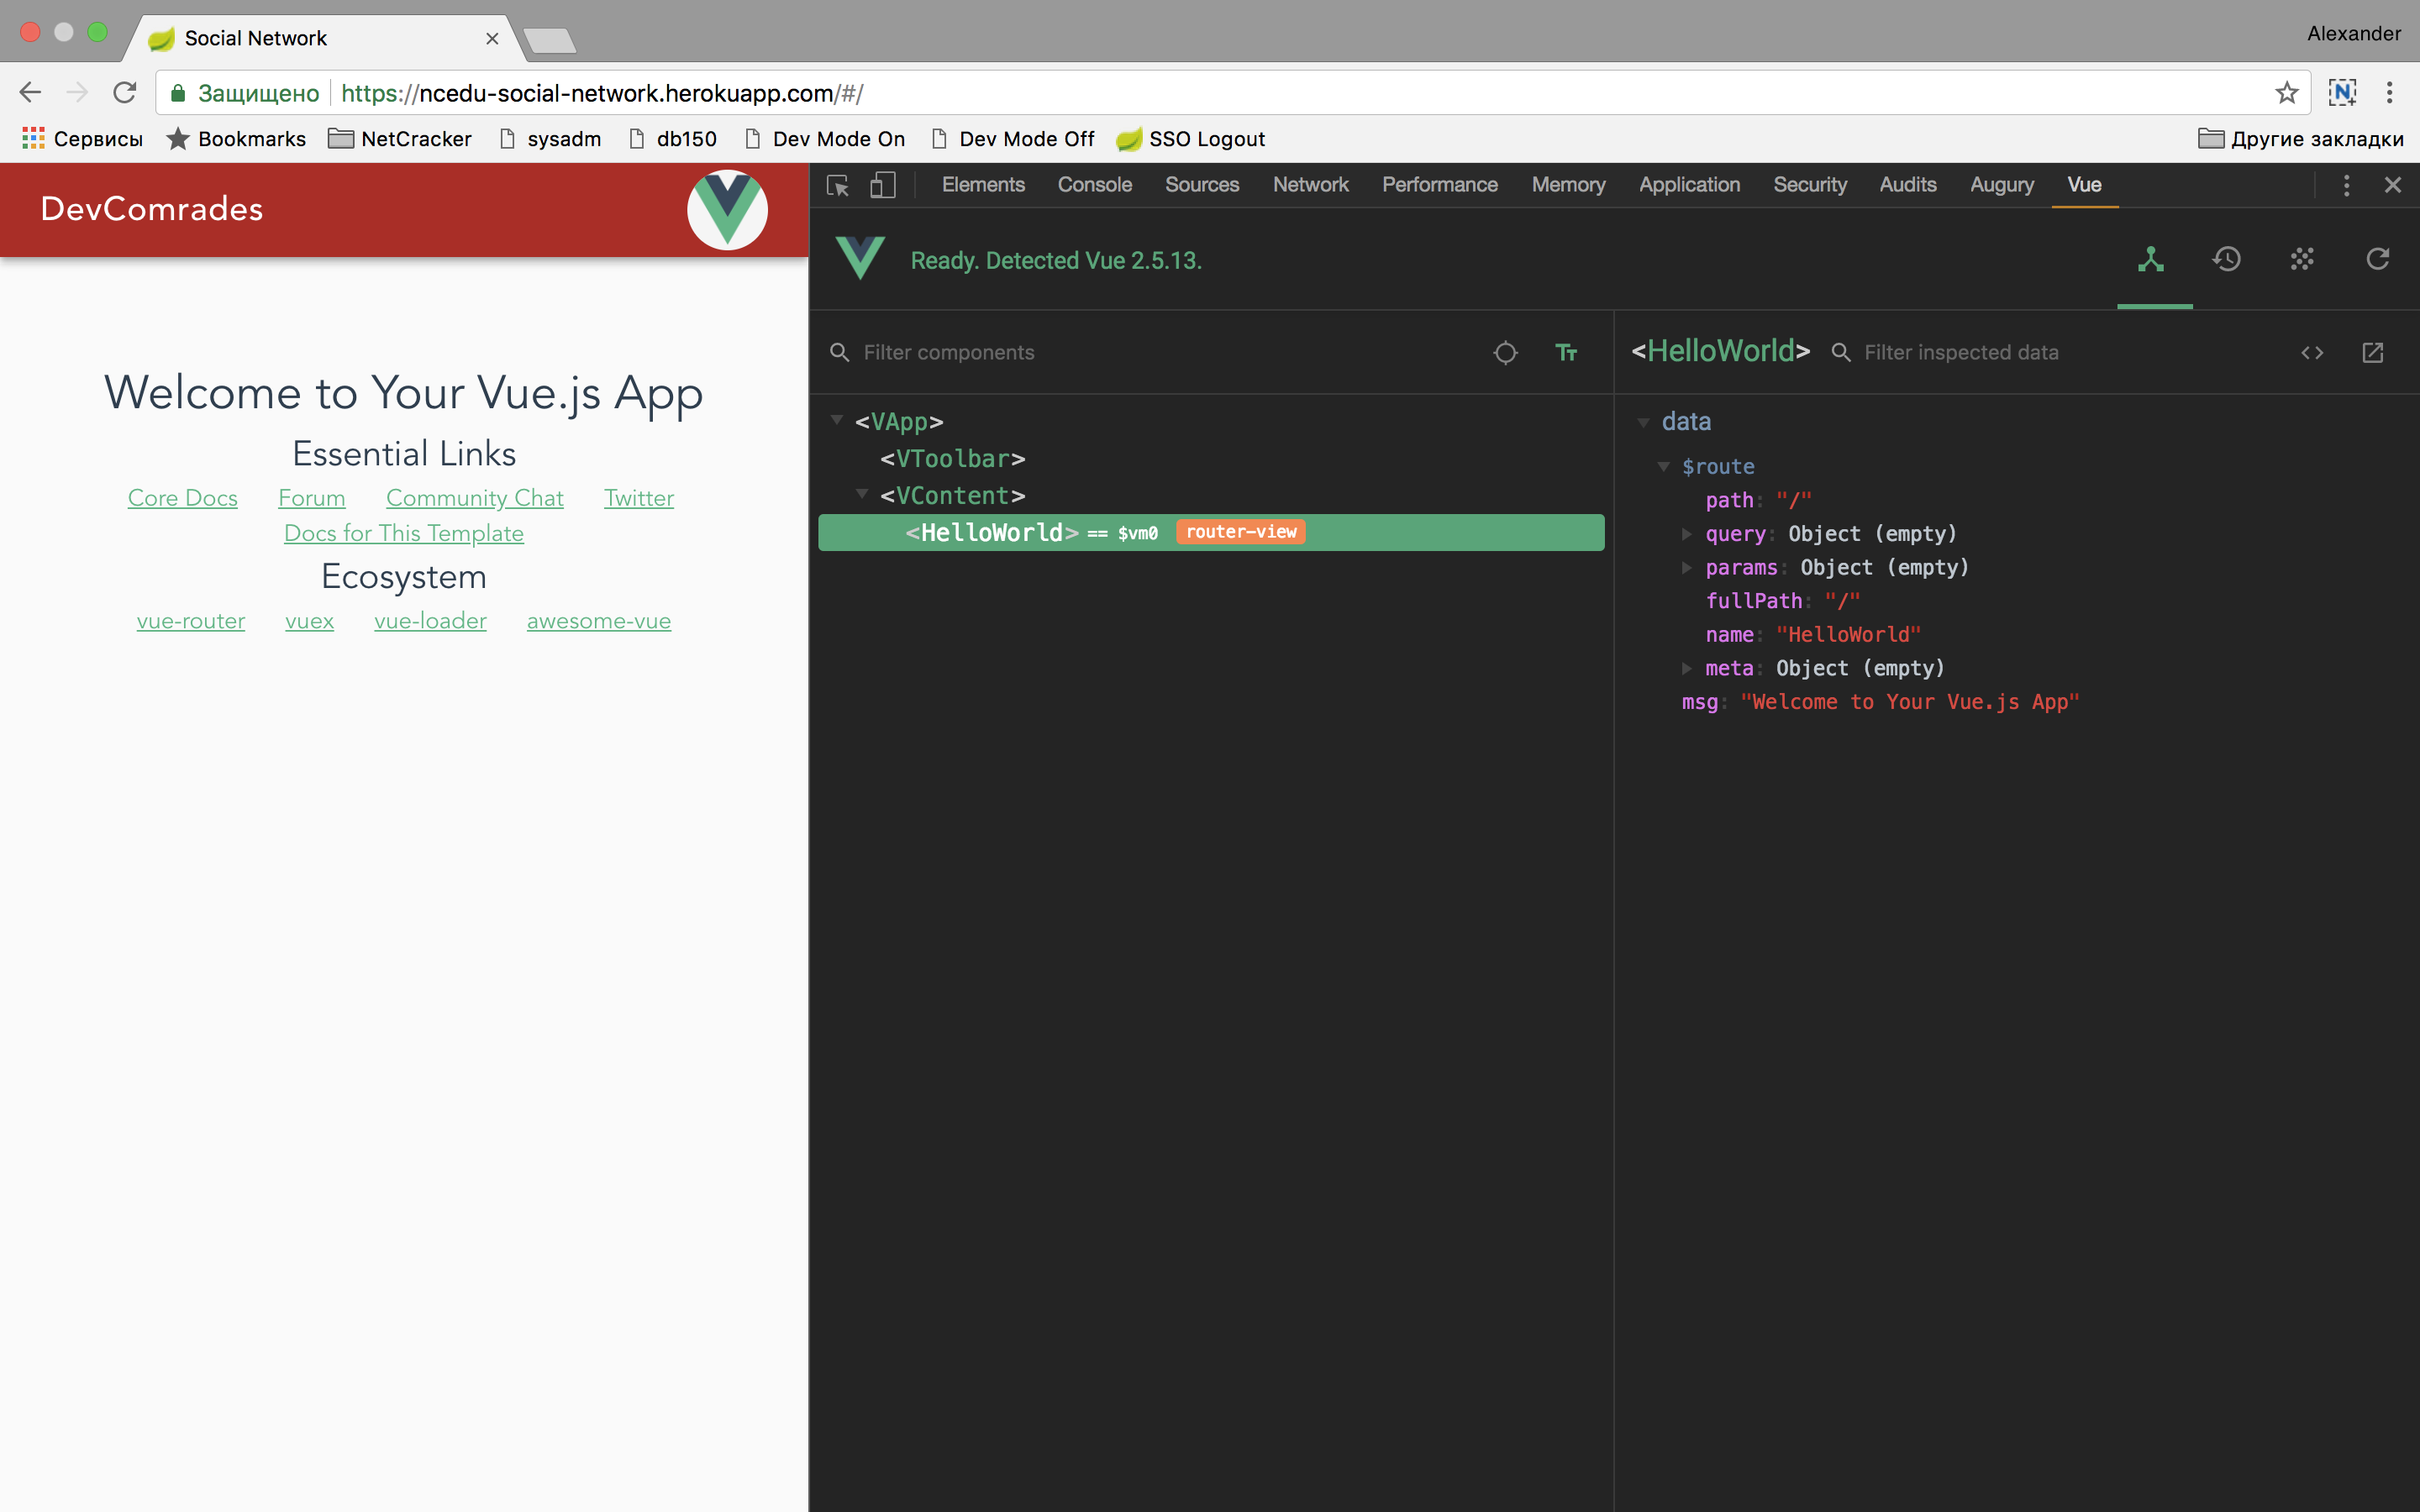 Social Network
Alexander
Защищено https://ncedu-social-network.herokuapp.com/#/
Сервисы Bookmarks NetCracker sysadm db150 Dev Mode On Dev Mode Off SSO Logout Другие закладки
DevComrades
Welcome to Your Vue.js App
Essential Links
Core Docs Forum Community Chat Twitter
Docs for This Template
Ecosystem
vue-router vuex vue-loader awesome-vue
Elements Console Sources Network Performance Memory Application Security Audits Augury Vue
Ready. Detected Vue 2.5.13.
Filter components
<VApp>
<VToolbar>
<VContent>
<HelloWorld> == $vm0 router-view
<HelloWorld> Filter inspected data
data
$route
path: "/"
query: Object (empty)
params: Object (empty)
fullPath: "/"
name: "HelloWorld"
meta: Object (empty)
msg: "Welcome to Your Vue.js App"